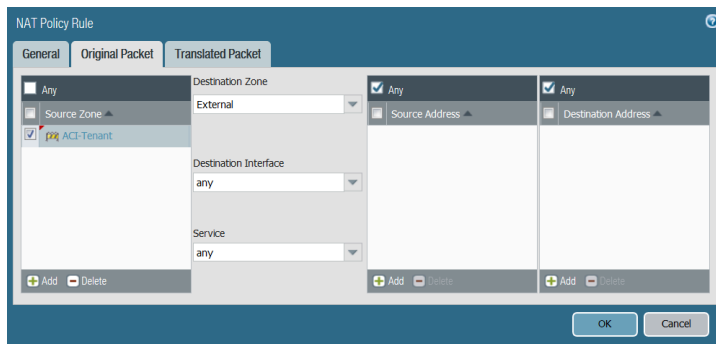 NAT Policy Rule
General
Original Packet
Translated Packet
Any
Source Zone
ACI-Tenant
Add
Delete
Destination Zone
External
Destination Interface
any
Service
any
Any
Source Address
Add
Delete
Any
Destination Address
Add
Delete
OK
Cancel